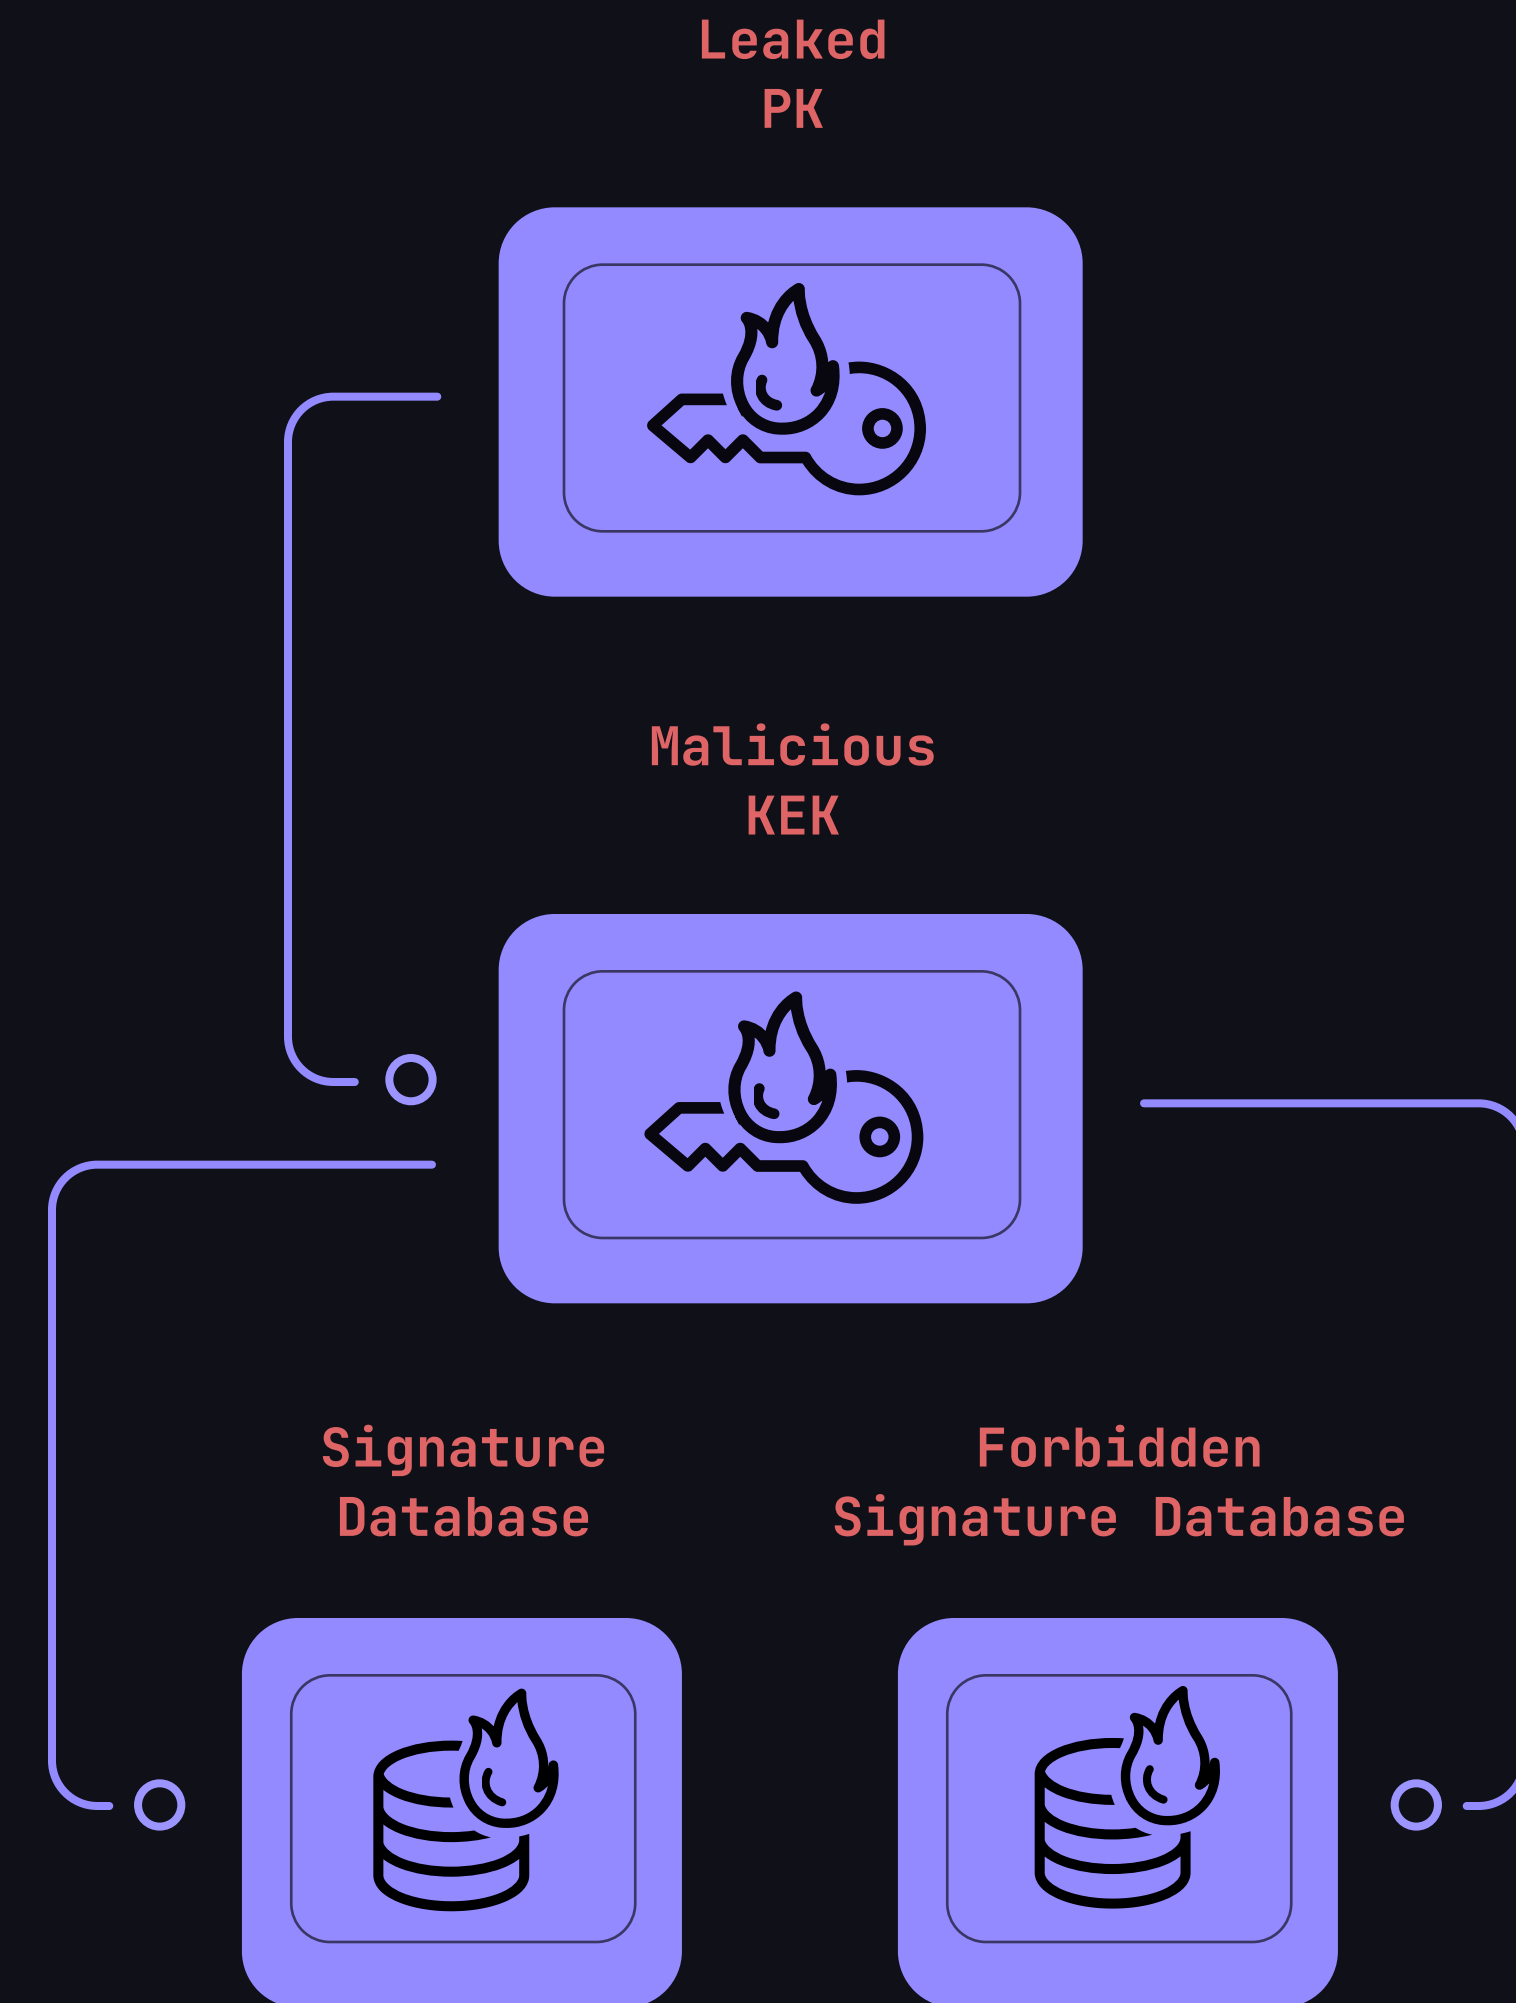 Leaked
PK
Malicious
KEK
Signature
Database
Forbidden
Signature Database